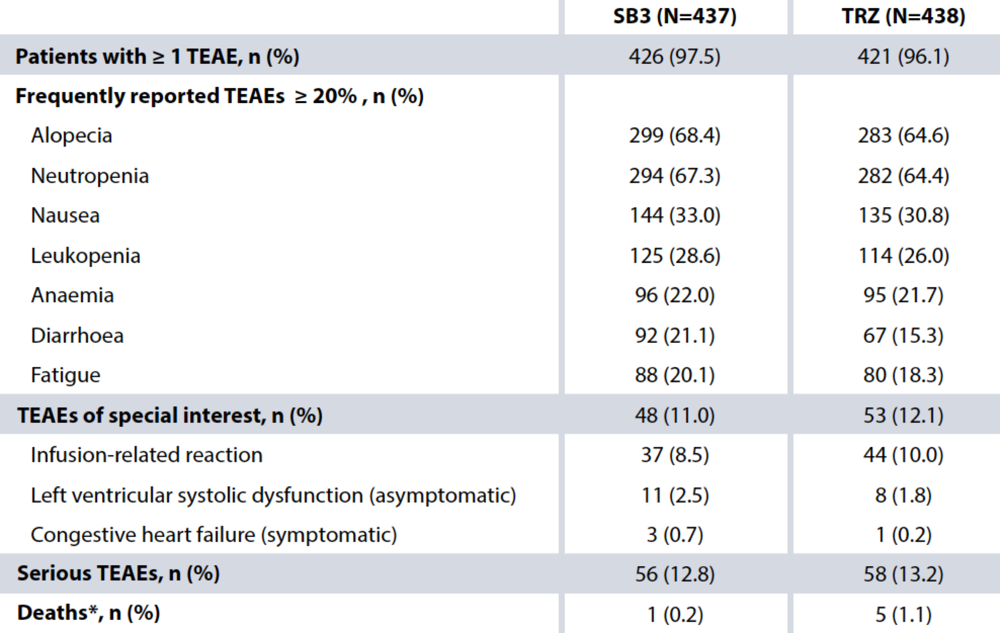 SB3 (N=437) TRZ (N=438)
Patients with ≥ 1 TEAE, n (%) 426 (97.5) 421 (96.1)
Frequently reported TEAEs ≥ 20% , n (%)
Alopecia 299 (68.4) 283 (64.6)
Neutropenia 294 (67.3) 282 (64.4)
Nausea 144 (33.0) 135 (30.8)
Leukopenia 125 (28.6) 114 (26.0)
Anaemia 96 (22.0) 95 (21.7)
Diarrhoea 92 (21.1) 67 (15.3)
Fatigue 88 (20.1) 80 (18.3)
TEAEs of special interest, n (%) 48 (11.0) 53 (12.1)
Infusion-related reaction 37 (8.5) 44 (10.0)
Left ventricular systolic dysfunction (asymptomatic) 11 (2.5) 8 (1.8)
Congestive heart failure (symptomatic) 3 (0.7) 1 (0.2)
Serious TEAEs, n (%) 56 (12.8) 58 (13.2)
Deaths*, n (%) 1 (0.2) 5 (1.1)